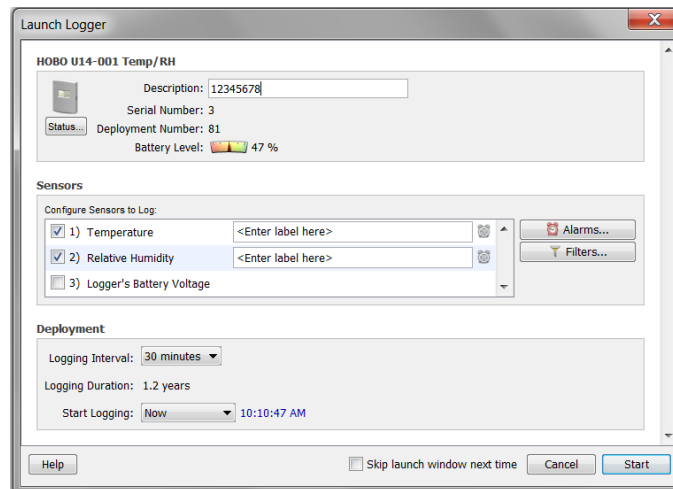 Launch Logger
HOBO U14-001 Temp/RH
Description: 12345678
Serial Number: 3
Status... Deployment Number: 81
Battery Level: 47 %
Sensors
Configure Sensors to Log:
1) Temperature <Enter label here> Alarms...
2) Relative Humidity <Enter label here> Filters...
3) Logger's Battery Voltage
Deployment
Logging Interval: 30 minutes
Logging Duration: 1.2 years
Start Logging: Now 10:10:47 AM
Help Skip launch window next time Cancel Start